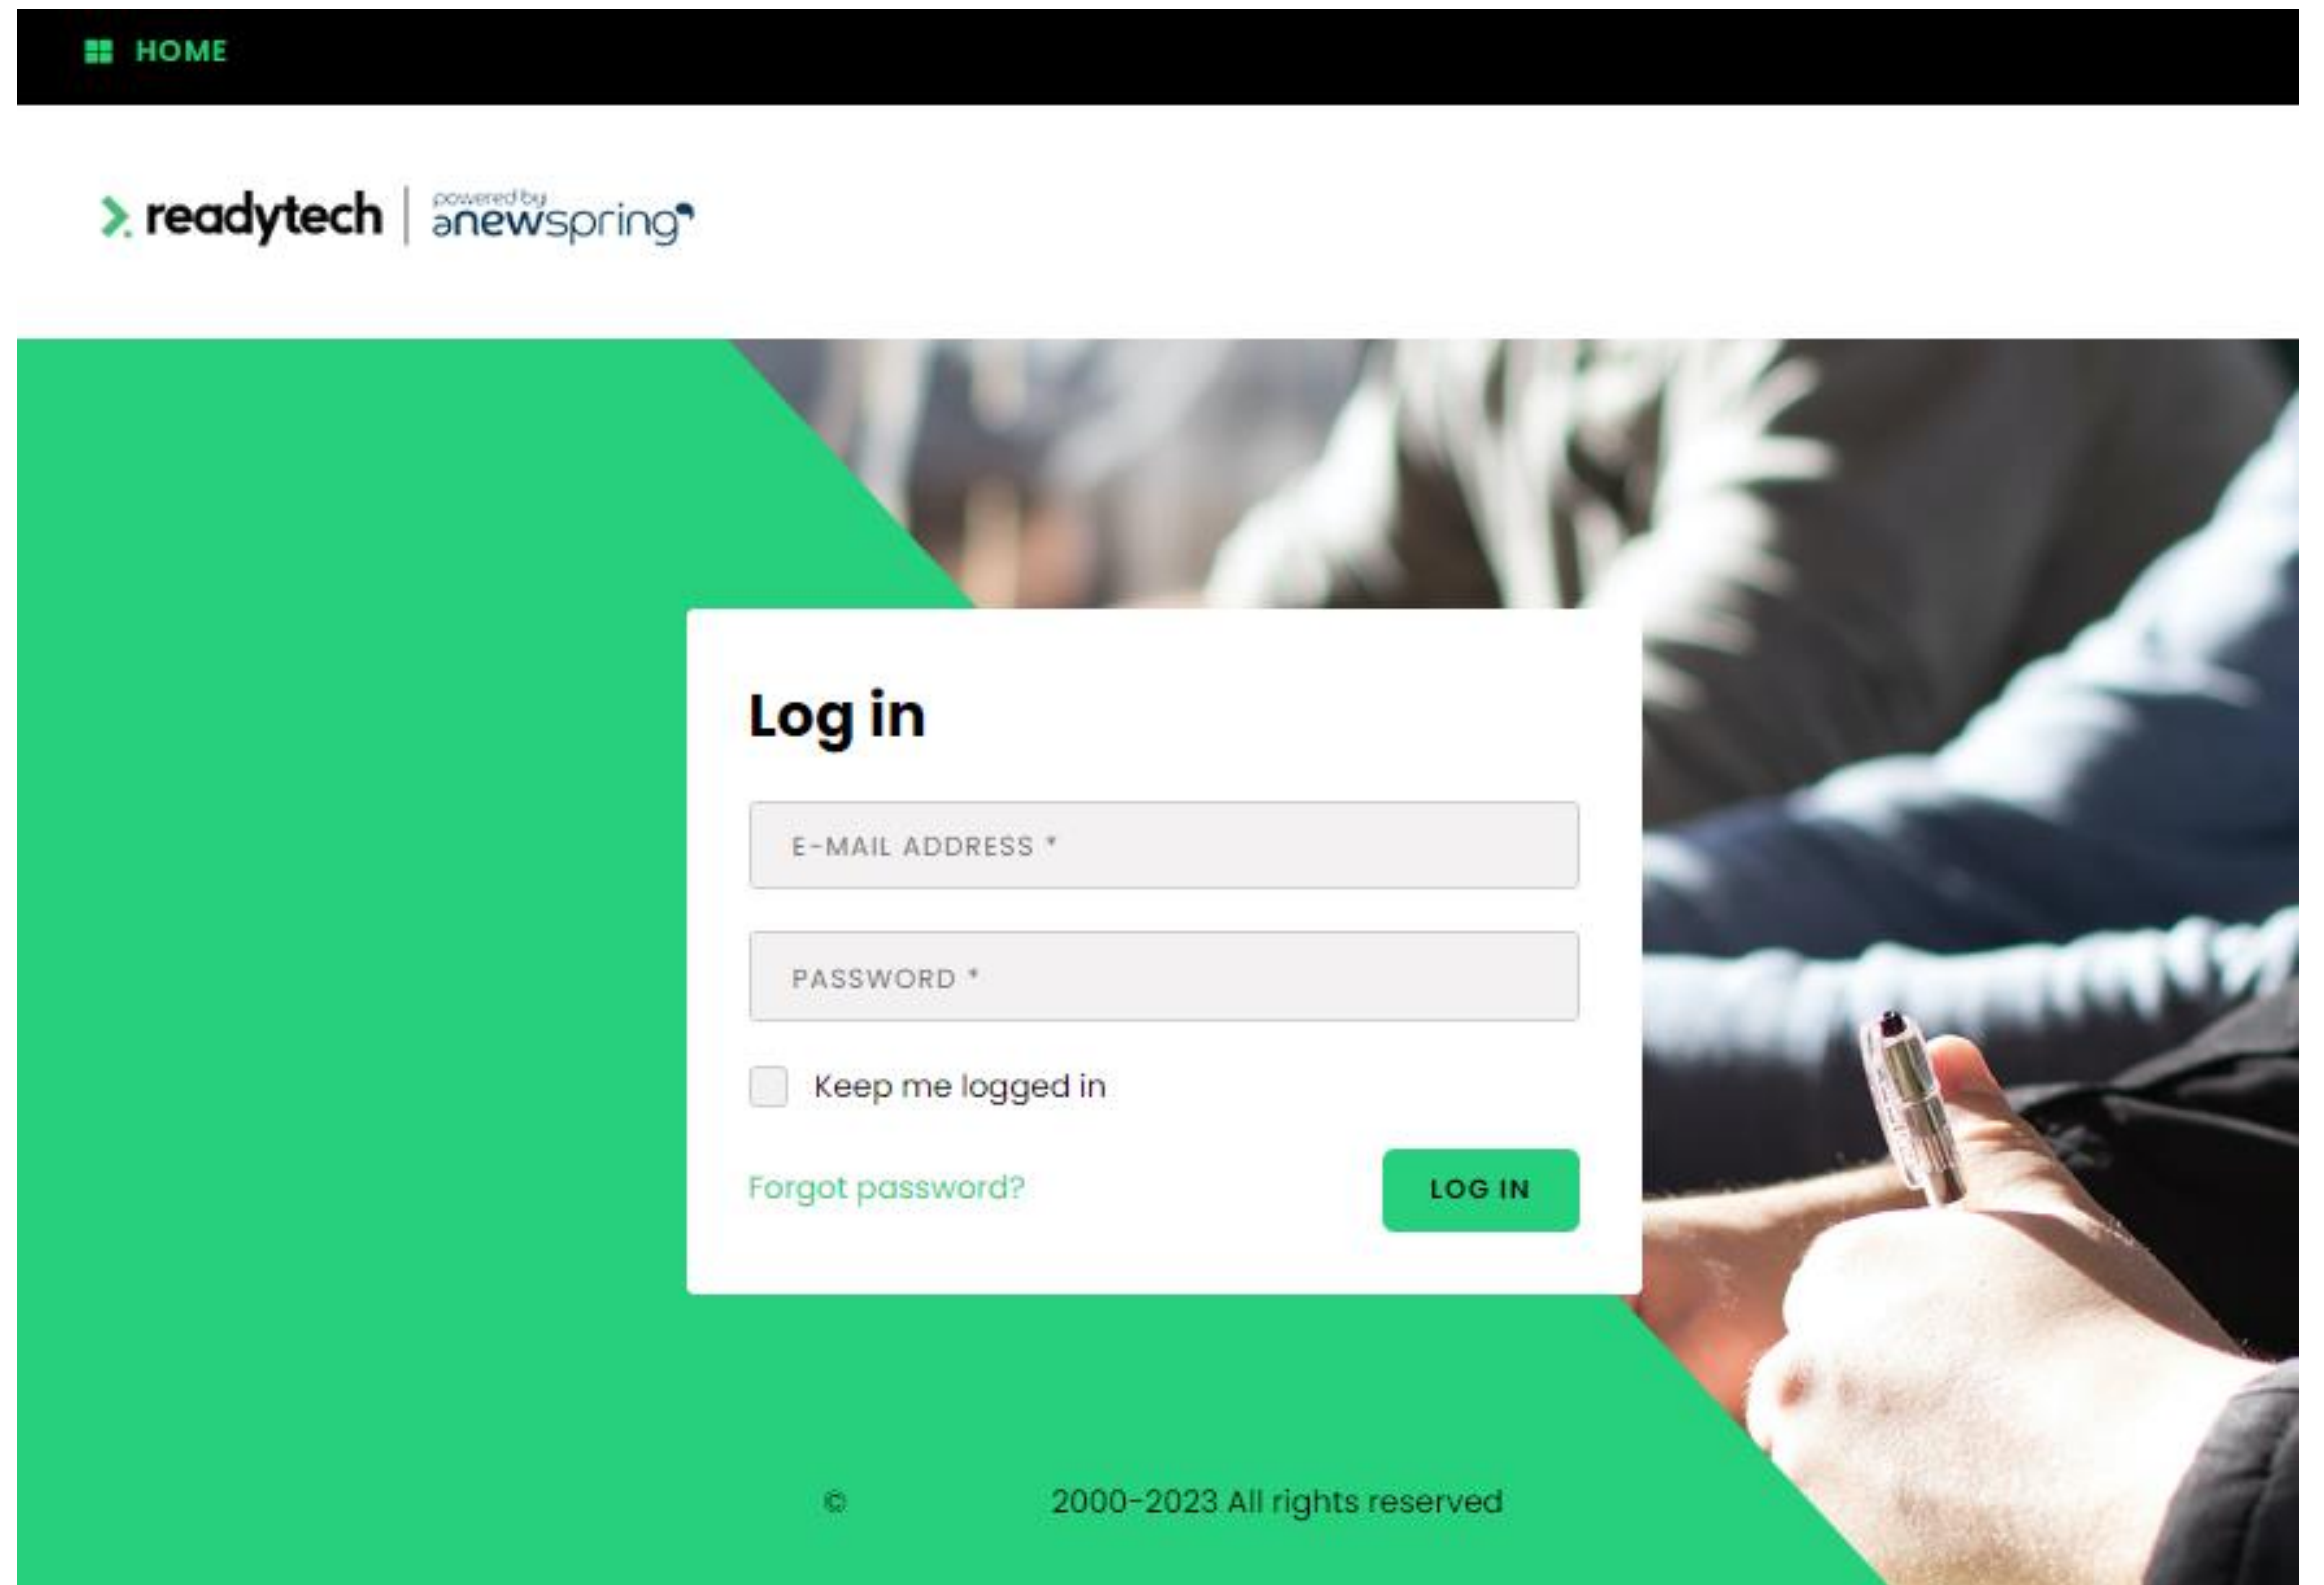 HOME
readytech
powered by
anewspring
Log in
E-MAIL ADDRESS *
PASSWORD *
Keep me logged in
Forgot password?
LOG IN
© 2000-2023 All rights reserved